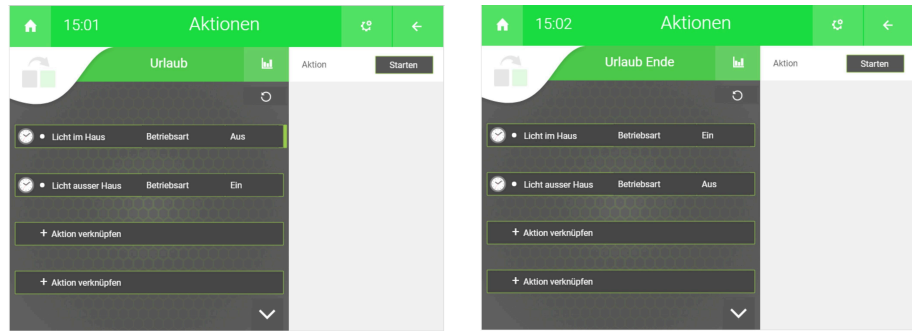 15:01 Aktionen
Urlaub
Aktion Starten
Licht im Haus Betriebsart Aus
Licht ausser Haus Betriebsart Ein
+ Aktion verknüpfen
+ Aktion verknüpfen
15:02 Aktionen
Urlaub Ende
Aktion Starten
Licht im Haus Betriebsart Ein
Licht ausser Haus Betriebsart Aus
+ Aktion verknüpfen
+ Aktion verknüpfen